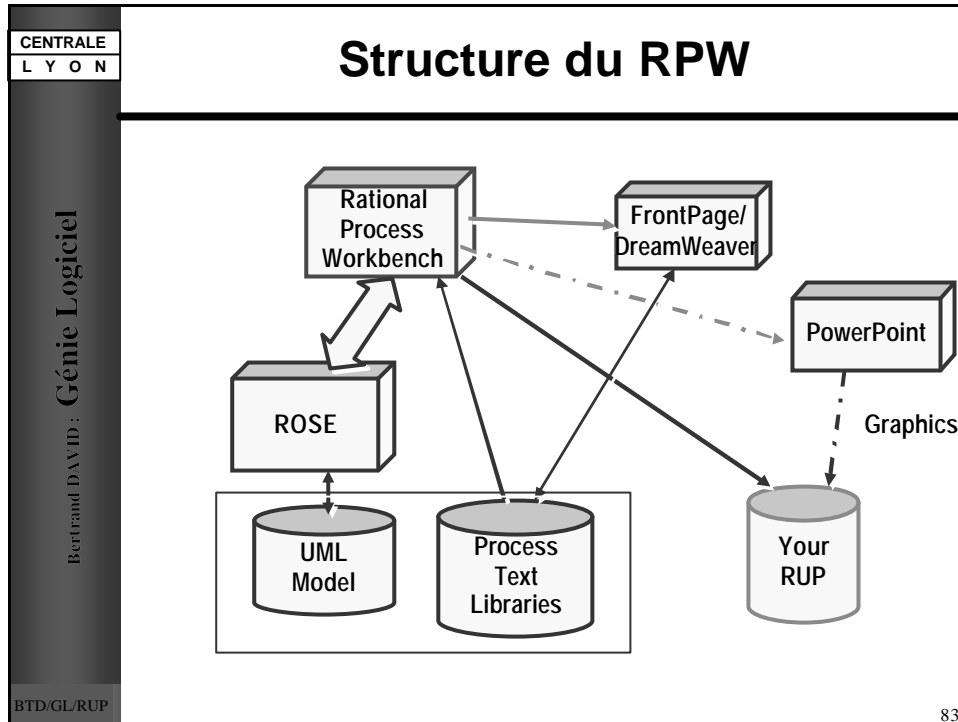 CENTRALE
L Y O N
Structure du RPW
Bertrand DAVID : Génie Logiciel
Rational
Process
Workbench
FrontPage/
DreamWeaver
PowerPoint
ROSE
Graphics
UML
Model
Process
Text
Libraries
Your
RUP
BTD/GL/RUP
83